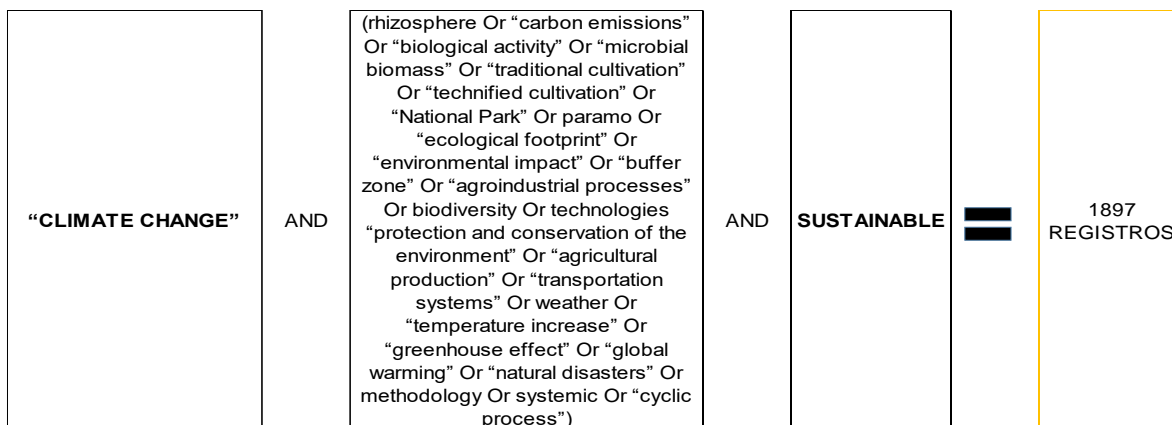 “CLIMATE CHANGE”
AND
(rhizosphere Or “carbon emissions”
Or “biological activity” Or “microbial
biomass” Or “traditional cultivation”
Or “technified cultivation” Or
“National Park” Or paramo Or
“ecological footprint” Or
“environmental impact” Or “buffer
zone” Or “agroindustrial processes”
Or biodiversity Or technologies
“protection and conservation of the
environment” Or “agricultural
production” Or “transportation
systems” Or weather Or
“temperature increase” Or
“greenhouse effect” Or “global
warming” Or “natural disasters” Or
methodology Or systemic Or “cyclic
process”)
AND
SUSTAINABLE
1897
REGISTROS